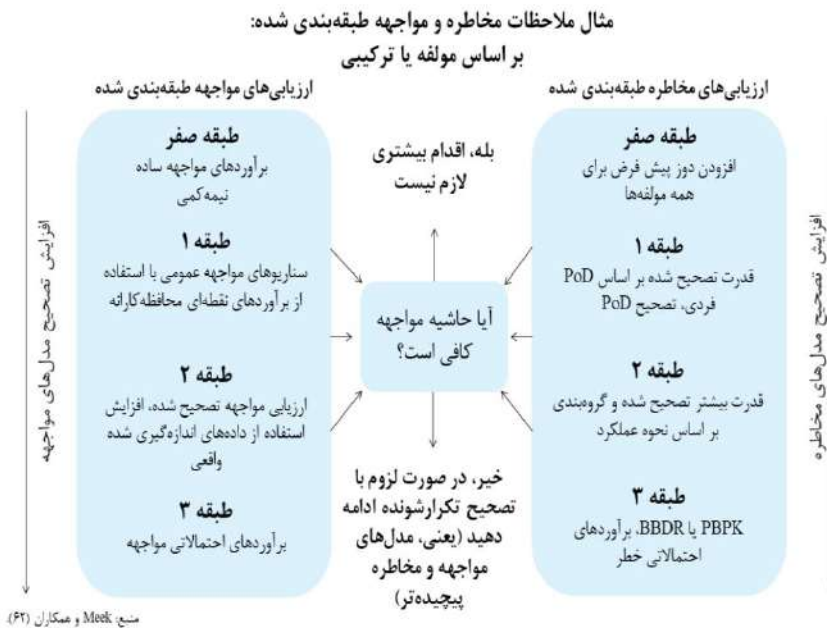 مثال ملاحظات مخاطره و مواجهه طبقه‌بندی شده:
بر اساس مولفه یا ترکیبی
ارزیابی‌های مخاطره طبقه‌بندی شده
افزایش تصحیح مدل‌های مخاطره
طبقه صفر
افزودن دوز پیش فرض برای
همه مولفه‌ها
طبقه ۱
قدرت تصحیح شده بر اساس PoD
فردی، تصحیح PoD
طبقه ۲
قدرت بیشتر تصحیح شده و گروه‌بندی
بر اساس نحوه عملکرد
طبقه ۳
PBPK یا BBDR، برآوردهای
احتمالاتی خطر
بله، اقدام بیشتری
لازم نیست
آیا حاشیه مواجهه
کافی است؟
خیر، در صورت لزوم با
تصحیح تکرارشونده ادامه
دهید (یعنی، مدل‌های
مواجهه و مخاطره
پیچیده‌تر)
ارزیابی‌های مواجهه طبقه‌بندی شده
طبقه صفر
برآوردهای مواجهه ساده
نیمه‌کمی
طبقه ۱
سناریوهای مواجهه عمومی با استفاده
از برآوردهای نقطه‌ای محافظه‌کارانه
طبقه ۲
ارزیابی مواجهه تصحیح شده، افزایش
استفاده از داده‌های اندازه‌گیری شده
واقعی
طبقه ۳
برآوردهای احتمالاتی مواجهه
افزایش تصحیح مدل‌های مواجهه
منبع: Meek و همکاران (۶۲).